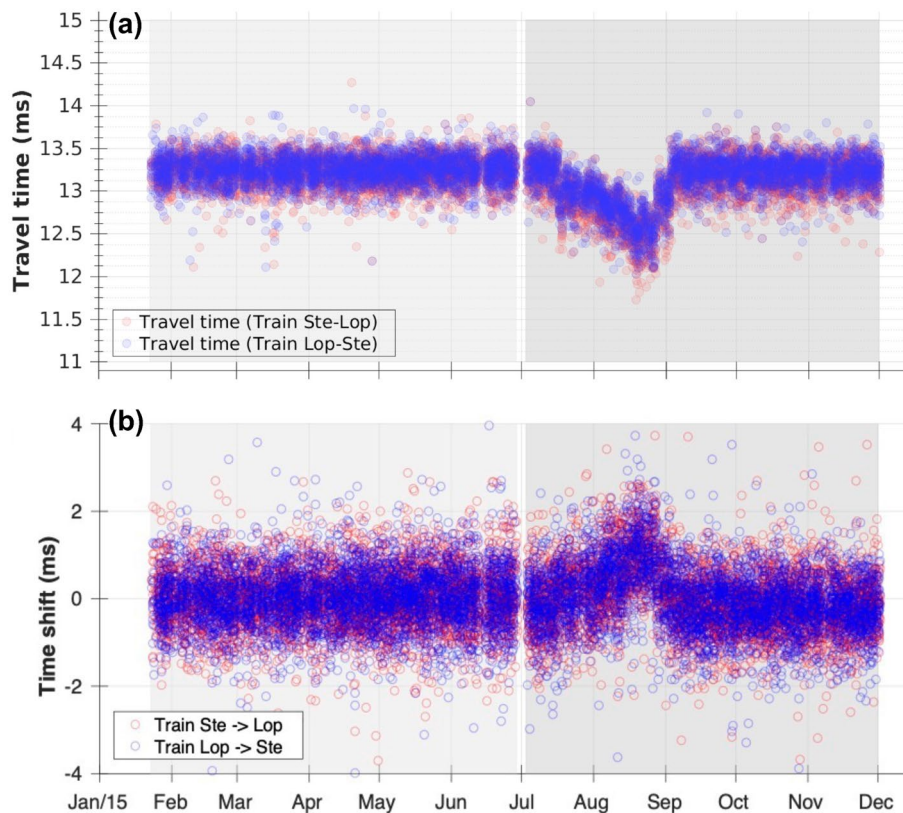 (a)
Travel time (ms)
15
14.5
14
13.5
13
12.5
12
11.5
11
Travel time (Train Ste-Lop)
Travel time (Train Lop-Ste)
(b)
Time shift (ms)
4
2
0
-2
-4
Train Ste -> Lop
Train Lop -> Ste
Jan/15 Feb Mar Apr May Jun Jul Aug Sep Oct Nov Dec